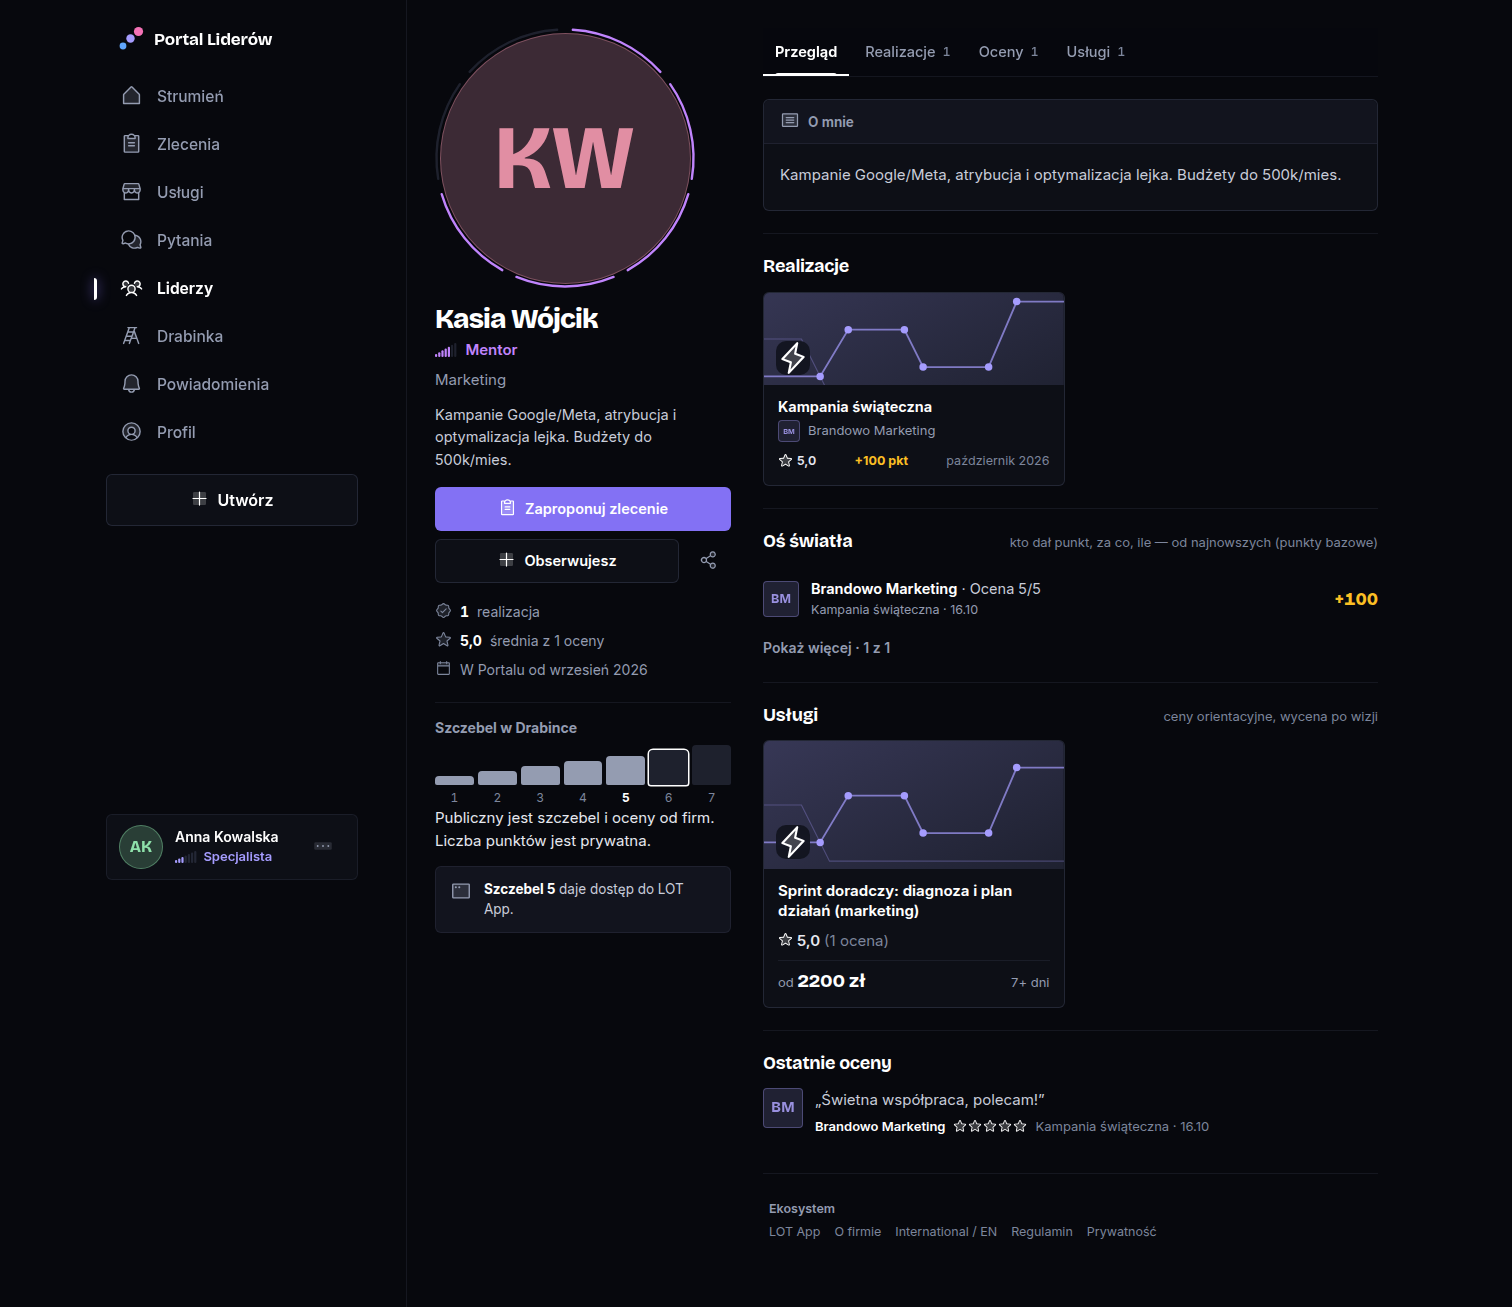 Portal Liderów
Strumień
Zlecenia
Usługi
Pytania
Liderzy
Drabinka
Powiadomienia
Profil
Utwórz
AK
Anna Kowalska
Specjalista
KW
Kasia Wójcik
Mentor
Marketing
Kampanie Google/Meta, atrybucja i
optymalizacja lejka. Budżety do
500k/mies.
Zaproponuj zlecenie
Obserwujesz
1 realizacja
5,0 średnia z 1 oceny
W Portalu od wrzesień 2026
Szczebel w Drabince
1 2 3 4 5 6 7
Publiczny jest szczebel i oceny od firm.
Liczba punktów jest prywatna.
Szczebel 5 daje dostęp do LOT
App.
Przegląd Realizacje 1 Oceny 1 Usługi 1
O mnie
Kampanie Google/Meta, atrybucja i optymalizacja lejka. Budżety do 500k/mies.
Realizacje
Kampania świąteczna
BM Brandowo Marketing
5,0 +100 pkt październik 2026
Oś światła kto dał punkt, za co, ile — od najnowszych (punkty bazowe)
BM
Brandowo Marketing · Ocena 5/5
Kampania świąteczna · 16.10
+100
Pokaż więcej · 1 z 1
Usługi ceny orientacyjne, wycena po wizji
Sprint doradczy: diagnoza i plan
działań (marketing)
5,0 (1 ocena)
od 2200 zł 7+ dni
Ostatnie oceny
BM
„Świetna współpraca, polecam!”
Brandowo Marketing Kampania świąteczna · 16.10
Ekosystem
LOT App O firmie International / EN Regulamin Prywatność